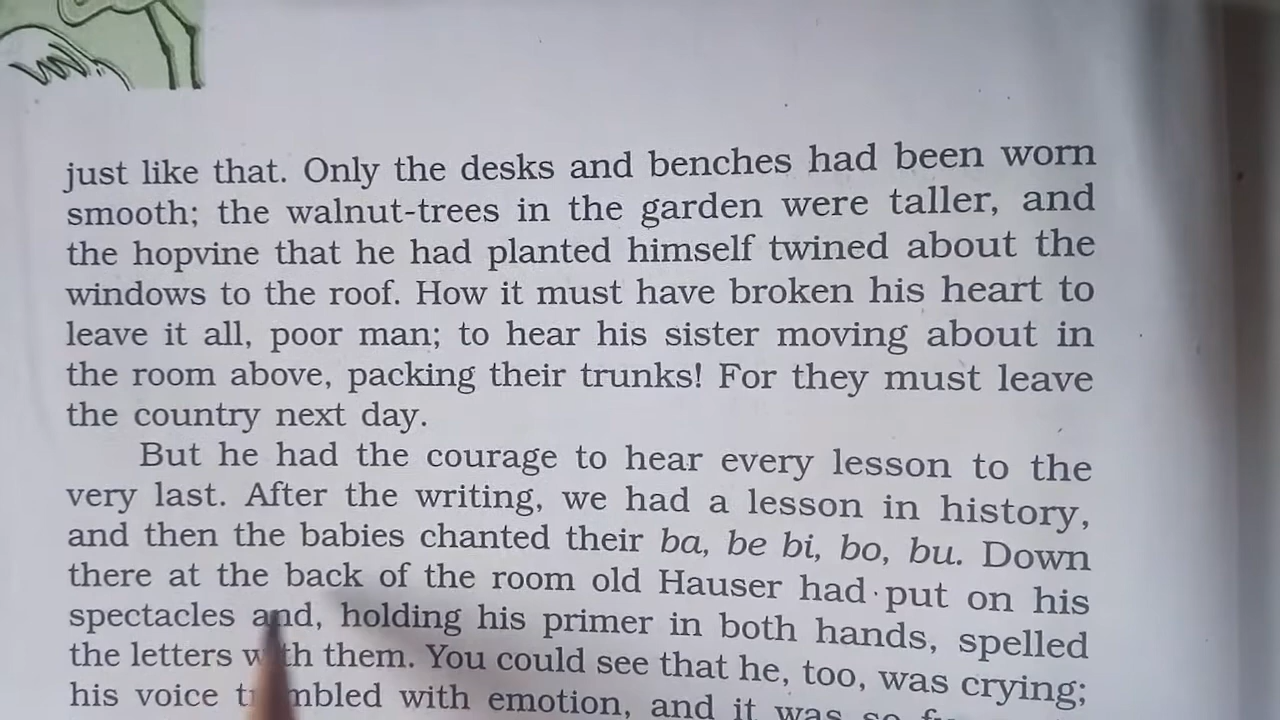 just like that. Only the desks and benches had been worn
smooth; the walnut-trees in the garden were taller, and
the hopvine that he had planted himself twined about the
windows to the roof. How it must have broken his heart to
leave it all, poor man; to hear his sister moving about in
the room above, packing their trunks! For they must leave
the country next day.
But he had the courage to hear every lesson to the
very last. After the writing, we had a lesson in history,
and then the babies chanted their ba, be bi, bo, bu. Down
there at the back of the room old Hauser had put on his
spectacles and, holding his primer in both hands, spelled
the letters with them. You could see that he, too, was crying;
his voice trembled with emotion, and it was so